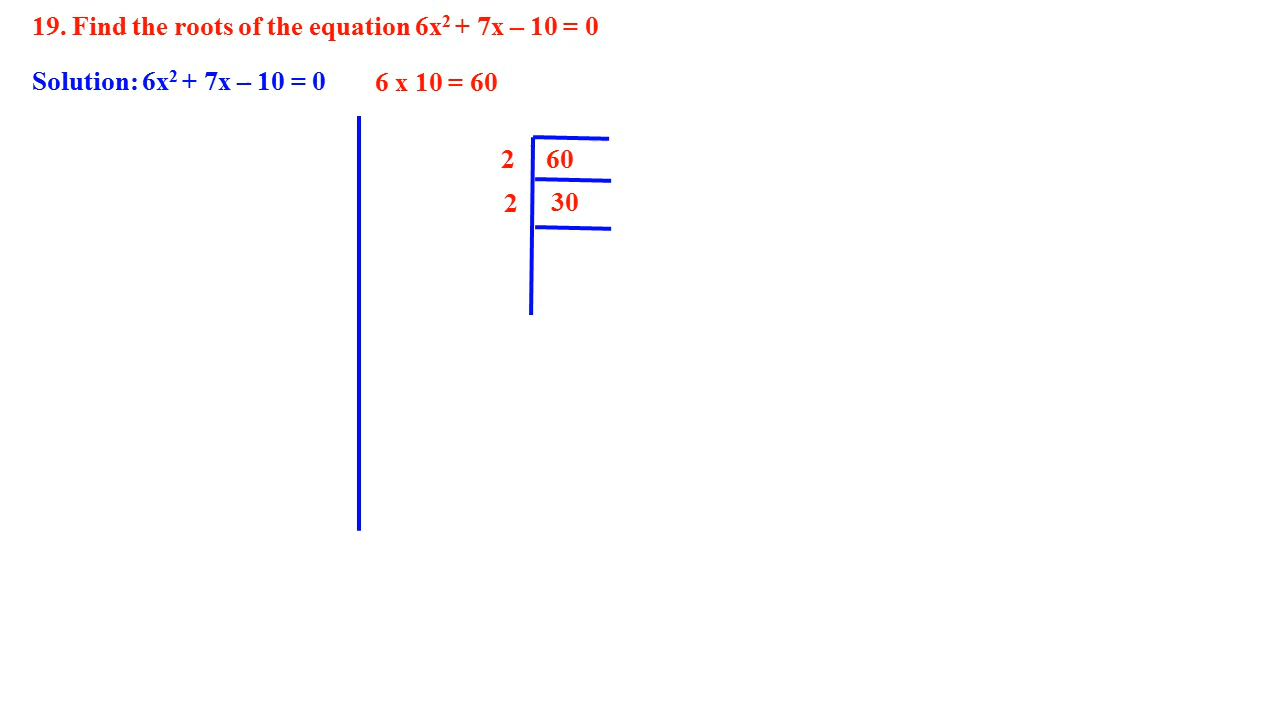 19. Find the roots of the equation 6x² + 7x – 10 = 0
Solution: 6x² + 7x – 10 = 0 6 x 10 = 60
2 60
2 30